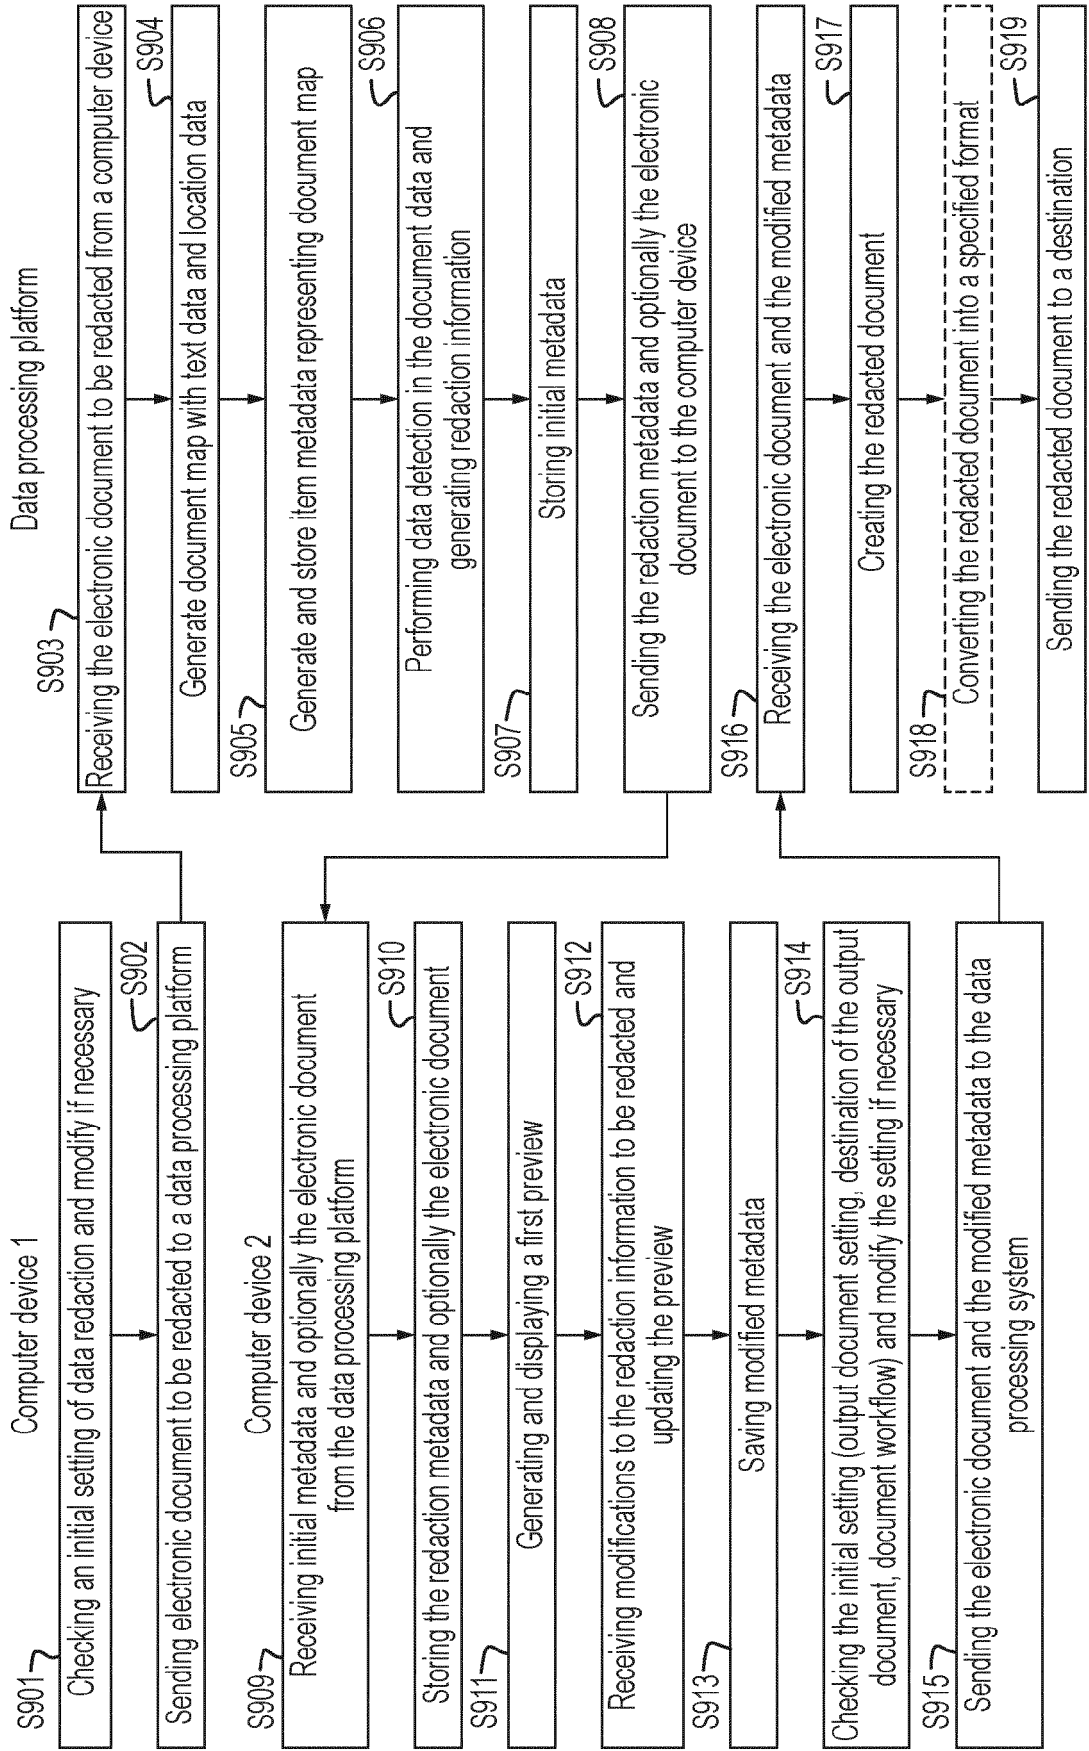 Computer device 1
S901
Checking an initial setting of data redaction and modify if necessary
S902
Sending electronic document to be redacted to a data processing platform
Computer device 2
S909
Receiving initial metadata and optionally the electronic document
from the data processing platform
S910
Storing the redaction metadata and optionally the electronic document
S911
Generating and displaying a first preview
S912
Receiving modifications to the redaction information to be redacted and
updating the preview
S913
Saving modified metadata
S914
Checking the initial setting (output document setting, destination of the output
document, document workflow) and modify the setting if necessary
S915
Sending the electronic document and the modified metadata to the data
processing system
Data processing platform
S903
Receiving the electronic document to be redacted from a computer device
S904
Generate document map with text data and location data
S905
Generate and store item metadata representing document map
S906
Performing data detection in the document data and
generating redaction information
S907
Storing initial metadata
S908
Sending the redaction metadata and optionally the electronic
document to the computer device
S916
Receiving the electronic document and the modified metadata
S917
Creating the redacted document
S918
Converting the redacted document into a specified format
S919
Sending the redacted document to a destination